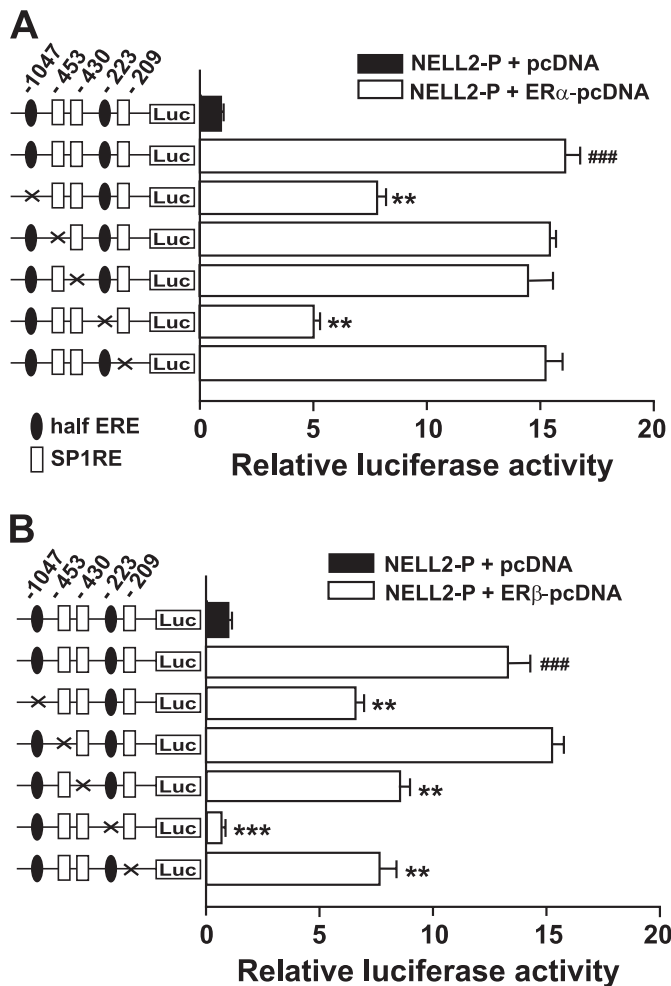 A
-1047
-453
-430
-223
-209
NELL2-P + pcDNA
NELL2-P + ERα-pcDNA
Luc
Luc
###
Luc
**
Luc
Luc
Luc
**
Luc
half ERE
SP1RE
0 5 10 15 20
Relative luciferase activity
B
-1047
-453
-430
-223
-209
NELL2-P + pcDNA
NELL2-P + ERβ-pcDNA
Luc
Luc
###
Luc
**
Luc
Luc
**
Luc
***
Luc
**
0 5 10 15 20
Relative luciferase activity